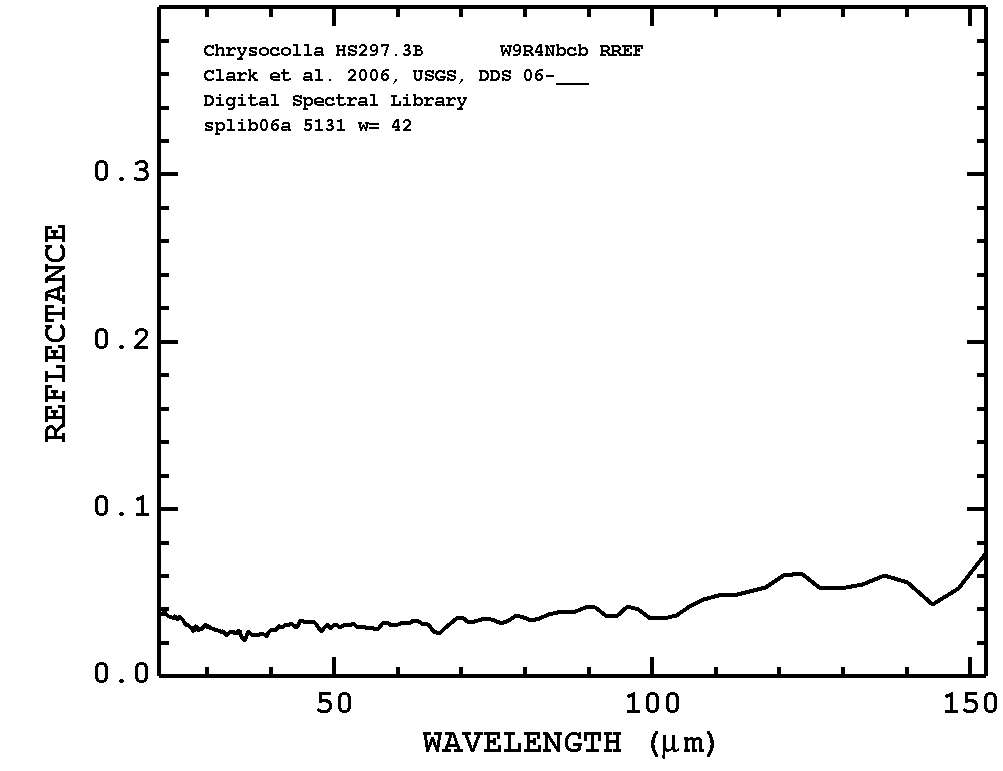 Chrysocolla HS297.3B W9R4Nbcb RREF
Clark et al. 2006, USGS, DDS 06-___
Digital Spectral Library
splib06a 5131 w= 42
0.3
0.2
0.1
0.0
REFLECTANCE
50 100 150
WAVELENGTH (μm)